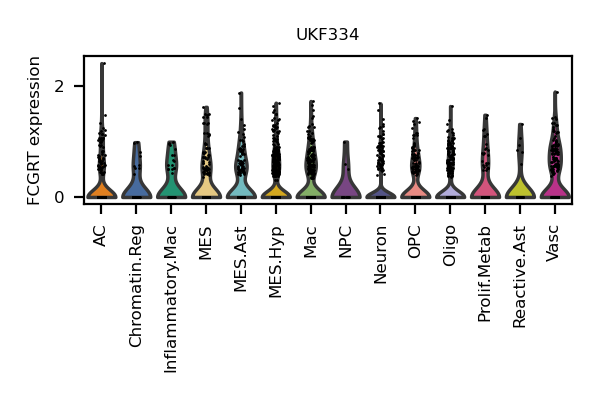 UKF334
FCGRT expression
2
0
AC
Chromatin.Reg
Inflammatory.Mac
MES
MES.Ast
MES.Hyp
Mac
NPC
Neuron
OPC
Oligo
Prolif.Metab
Reactive.Ast
Vasc